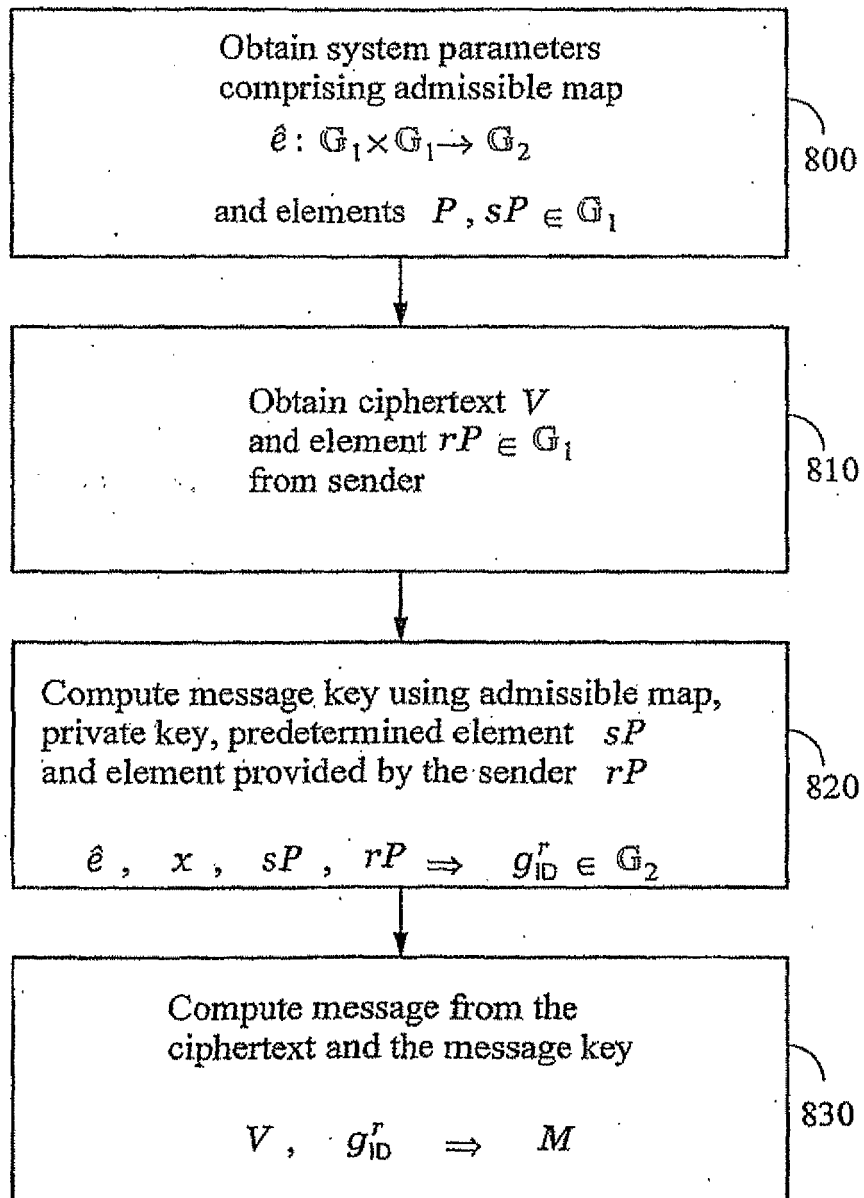 Obtain system parameters
comprising admissible map
ê : 𝔾₁×𝔾₁→ 𝔾₂
and elements P , sP ∈ 𝔾₁
800
Obtain ciphertext V
and element rP ∈ 𝔾₁
from sender
810
Compute message key using admissible map,
private key, predetermined element sP
and element provided by the sender rP
ê , x , sP , rP ⇒ g_ID^r ∈ 𝔾₂
820
Compute message from the
ciphertext and the message key
V , g_ID^r ⇒ M
830